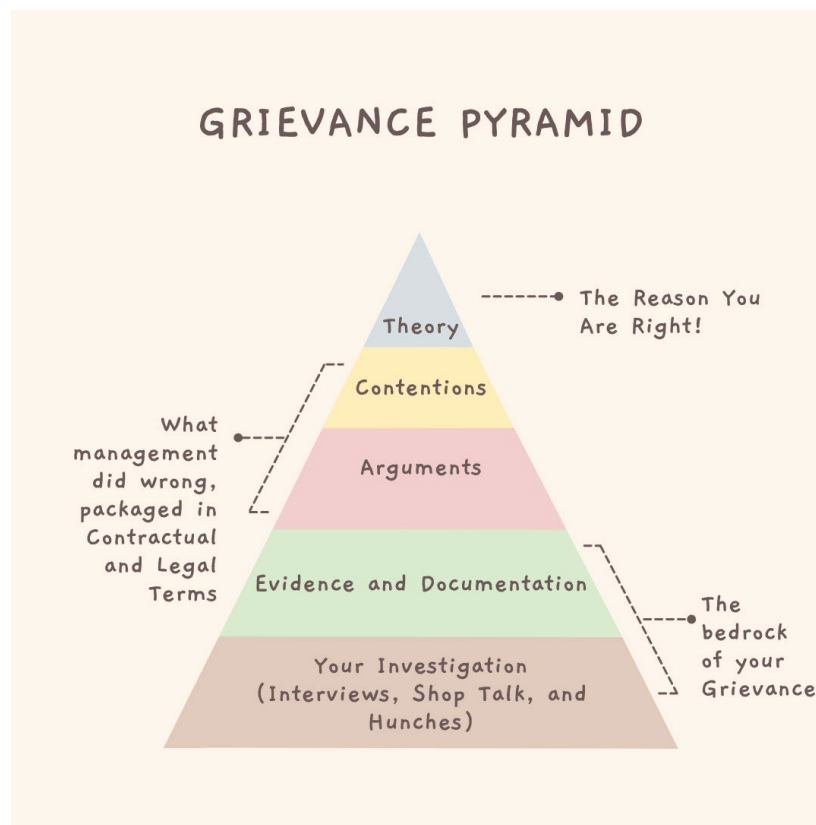 GRIEVANCE PYRAMID
The Reason You
Are Right!
Theory
Contentions
What
management
did wrong,
packaged in
Contractual
and Legal
Terms
Arguments
Evidence and Documentation
The
bedrock
of your
Grievance
Your Investigation
(Interviews, Shop Talk, and
Hunches)